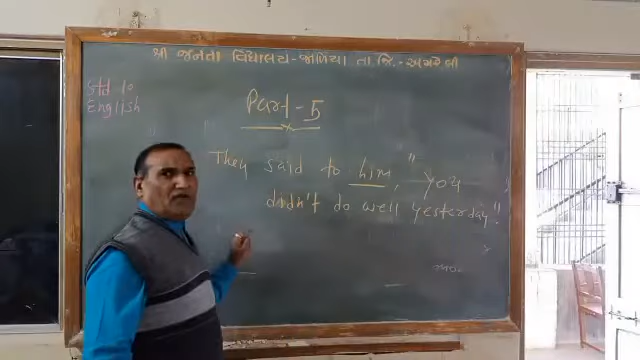 શ્રી જનતા વિદ્યાલય - જાળિયા તા. જિ. - અમરેલી
Std 10
English
Part - 5
They said to him, "you
didn't do well yesterday."